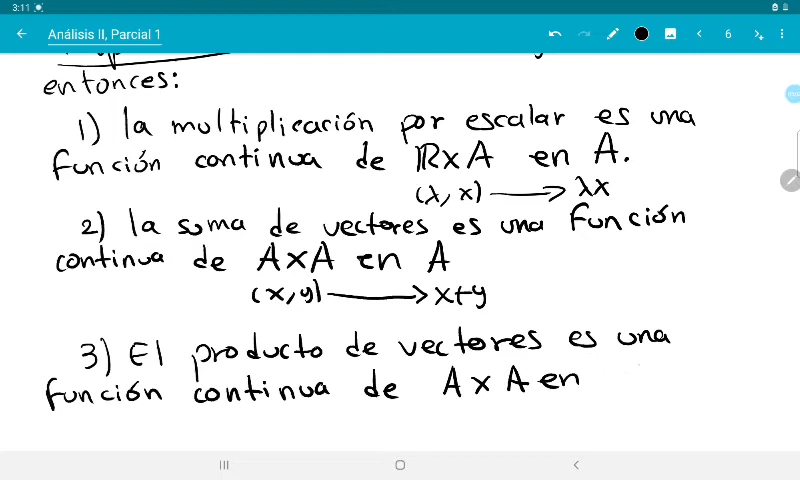 3:11
Análisis II, Parcial 1
6
entonces:
1) la multiplicación por escalar es una
función continua de ℝxA en A.
(λ, x) → λx
2) la suma de vectores es una función
continua de AxA en A
(x,y) → x+y
3) El producto de vectores es una
función continua de AxA en